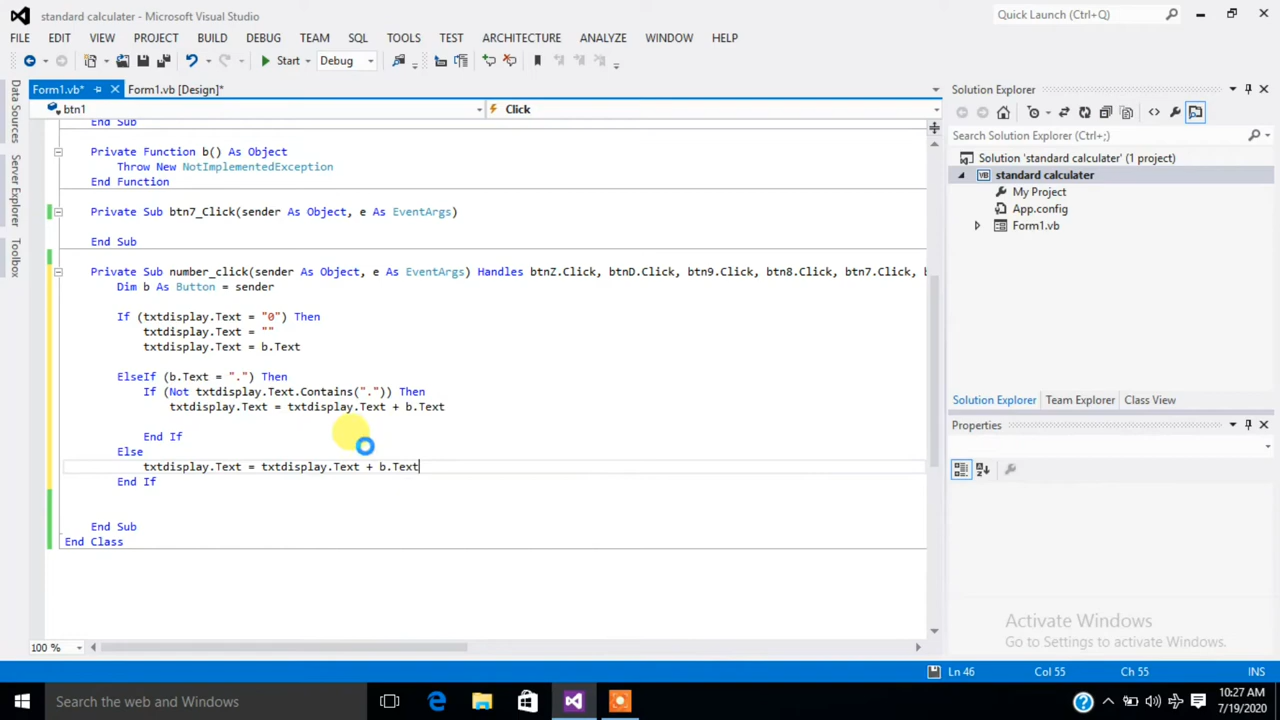 standard calculater - Microsoft Visual Studio
Quick Launch (Ctrl+Q)
FILE EDIT VIEW PROJECT BUILD DEBUG TEAM SQL TOOLS TEST ARCHITECTURE ANALYZE WINDOW HELP
Start Debug
Data Sources
Server Explorer
Toolbox
Form1.vb* Form1.vb [Design]*
btn1 Click
End Sub
Private Function b() As Object
Throw New NotImplementedException
End Function
Private Sub btn7_Click(sender As Object, e As EventArgs)
End Sub
Private Sub number_click(sender As Object, e As EventArgs) Handles btnZ.Click, btnD.Click, btn9.Click, btn8.Click, btn7.Click, b
Dim b As Button = sender
If (txtdisplay.Text = "0") Then
txtdisplay.Text = ""
txtdisplay.Text = b.Text
ElseIf (b.Text = ".") Then
If (Not txtdisplay.Text.Contains(".")) Then
txtdisplay.Text = txtdisplay.Text + b.Text
End If
Else
txtdisplay.Text = txtdisplay.Text + b.Text
End If
End Sub
End Class
100 %
Solution Explorer
Search Solution Explorer (Ctrl+;)
Solution 'standard calculater' (1 project)
VB standard calculater
My Project
App.config
Form1.vb
Solution Explorer Team Explorer Class View
Properties
Activate Windows
Go to Settings to activate Windows.
Ln 46 Col 55 Ch 55 INS
Search the web and Windows
10:27 AM
7/19/2020